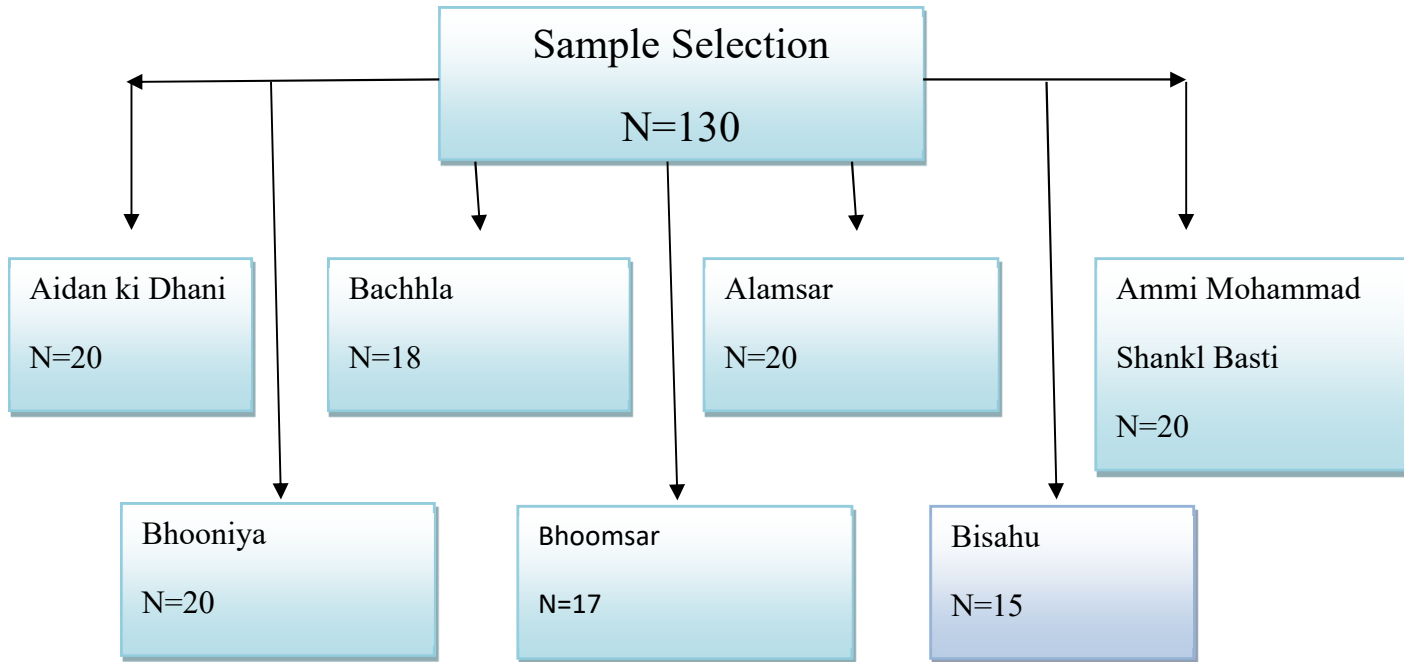 Sample Selection
N=130
Aidan ki Dhani
N=20
Bachhla
N=18
Alamsar
N=20
Ammi Mohammad
Shankl Basti
N=20
Bhooniya
N=20
Bhoomsar
N=17
Bisahu
N=15